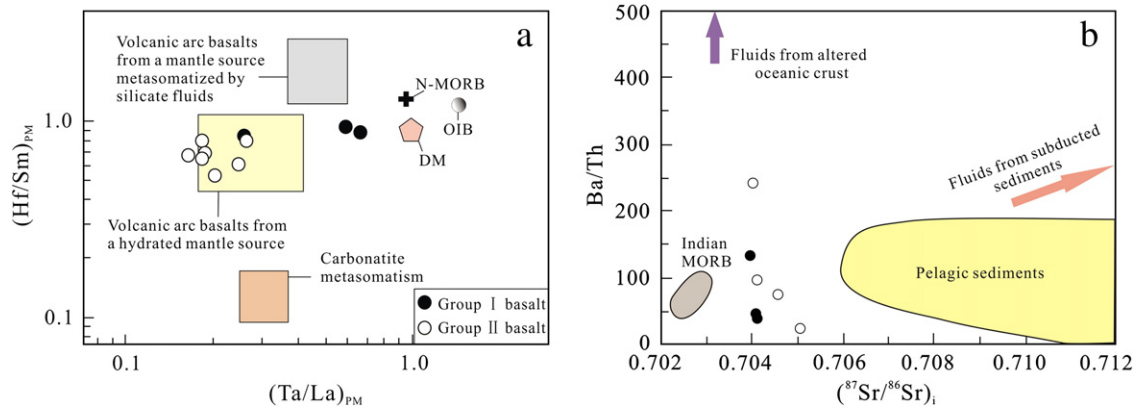 a
Volcanic arc basalts
from a mantle source
metasomatized by
silicate fluids
N-MORB
OIB
DM
Volcanic arc basalts from
a hydrated mantle source
Carbonatite
metasomatism
Group Ⅰ basalt
Group Ⅱ basalt
(Hf/Sm)PM
1.0
0.1
0.1
1.0
(Ta/La)PM
b
Fluids from altered
oceanic crust
Fluids from subducted
sediments
Indian
MORB
Pelagic sediments
Ba/Th
500
400
300
200
100
0
0.702
0.704
0.706
0.708
0.710
0.712
(⁸⁷Sr/⁸⁶Sr)i